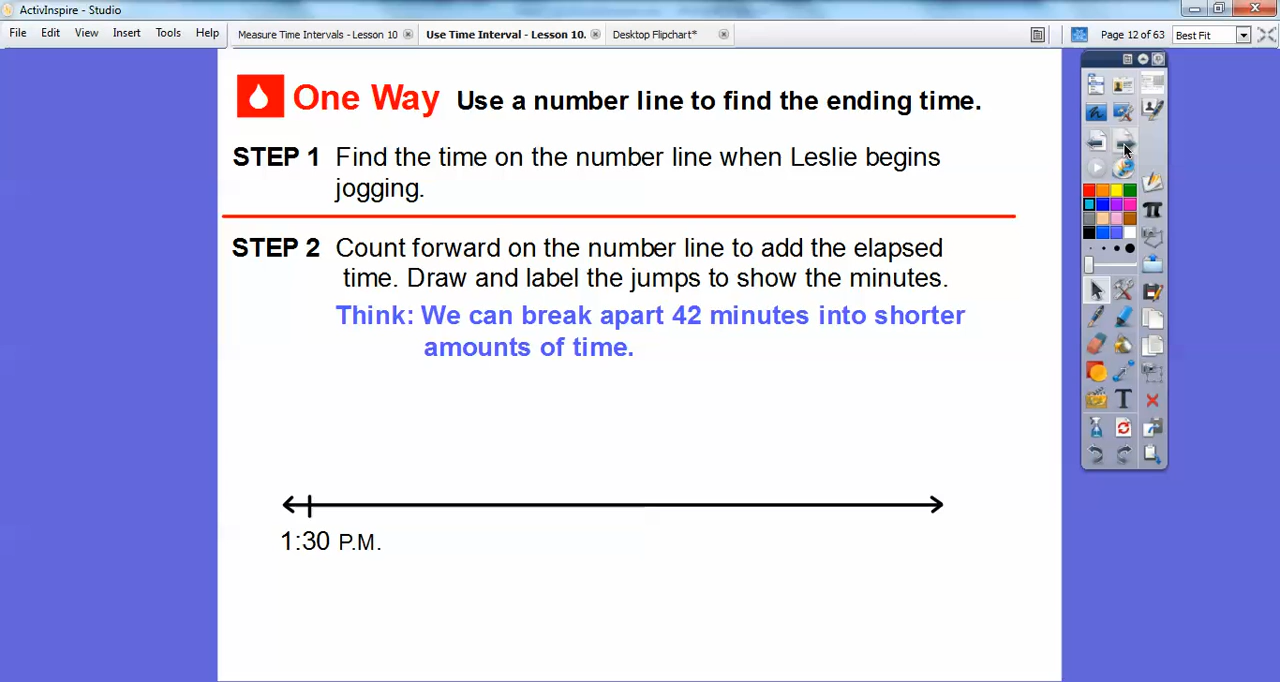 ActivInspire - Studio
File Edit View Insert Tools Help
Measure Time Intervals - Lesson 10 Use Time Interval - Lesson 10. Desktop Flipchart* Page 12 of 63 Best Fit
One Way Use a number line to find the ending time.
STEP 1 Find the time on the number line when Leslie begins
jogging.
STEP 2 Count forward on the number line to add the elapsed
time. Draw and label the jumps to show the minutes.
Think: We can break apart 42 minutes into shorter
amounts of time.
1:30 P.M.